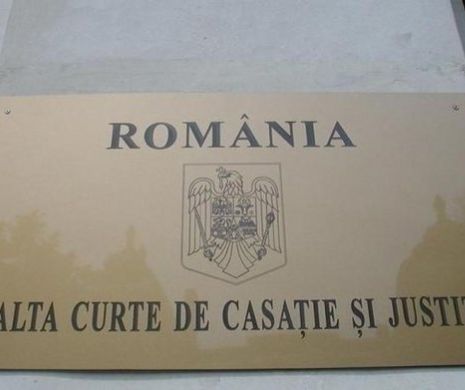 ROMÂNIA
ALTA CURTE DE CASAȚIE ȘI JUSTI